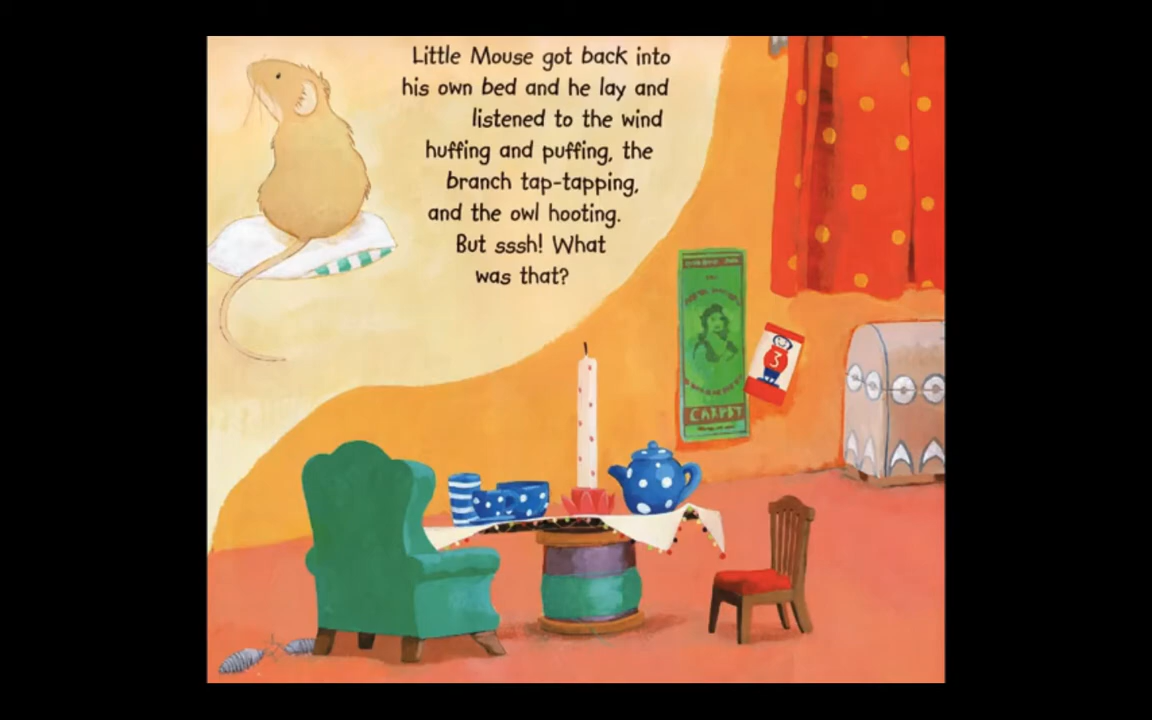 Little Mouse got back into
his own bed and he lay and
listened to the wind
huffing and puffing, the
branch tap-tapping,
and the owl hooting.
But sssh! What
was that?
3
CARPET